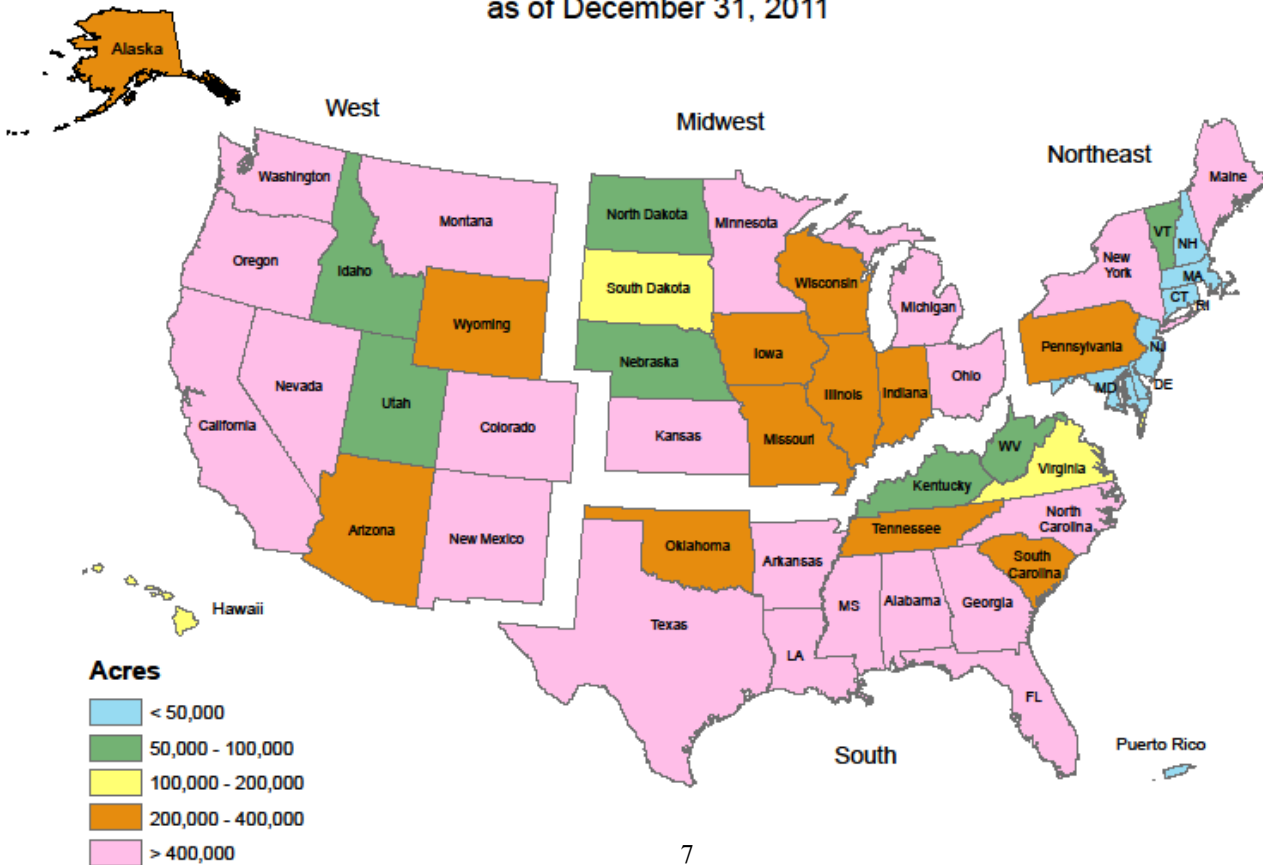 as of December 31, 2011
Alaska
West
Midwest
Northeast
Washington
Montana
Oregon
Idaho
Wyoming
Nevada
Utah
California
Colorado
Arizona
New Mexico
Hawaii
North Dakota
Minnesota
South Dakota
Wisconsin
Michigan
Nebraska
Iowa
Illinois
Indiana
Ohio
Kansas
Missouri
Maine
VT
NH
New
York
MA
CT
RI
Pennsylvania
NJ
MD
DE
WV
Virginia
Kentucky
North
Carolina
Tennessee
South
Carolina
Oklahoma
Arkansas
MS
Alabama
Georgia
Texas
LA
FL
South
Puerto Rico
Acres
< 50,000
50,000 - 100,000
100,000 - 200,000
200,000 - 400,000
> 400,000
7